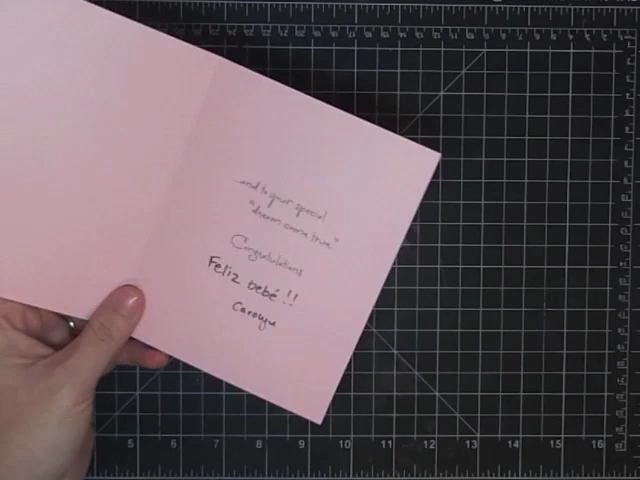 ...and to your special
"dream come true"
Congratulations
Feliz bebé!!
5 6 7 8 9 10 11 12 13 14 15 16